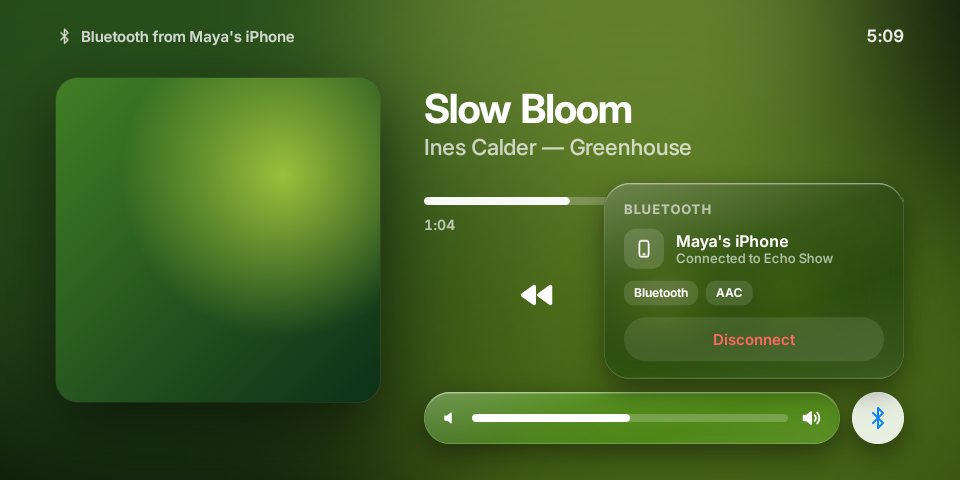 Bluetooth from Maya's iPhone
5:09
Slow Bloom
Ines Calder — Greenhouse
1:04
BLUETOOTH
Maya's iPhone
Connected to Echo Show
Bluetooth
AAC
Disconnect